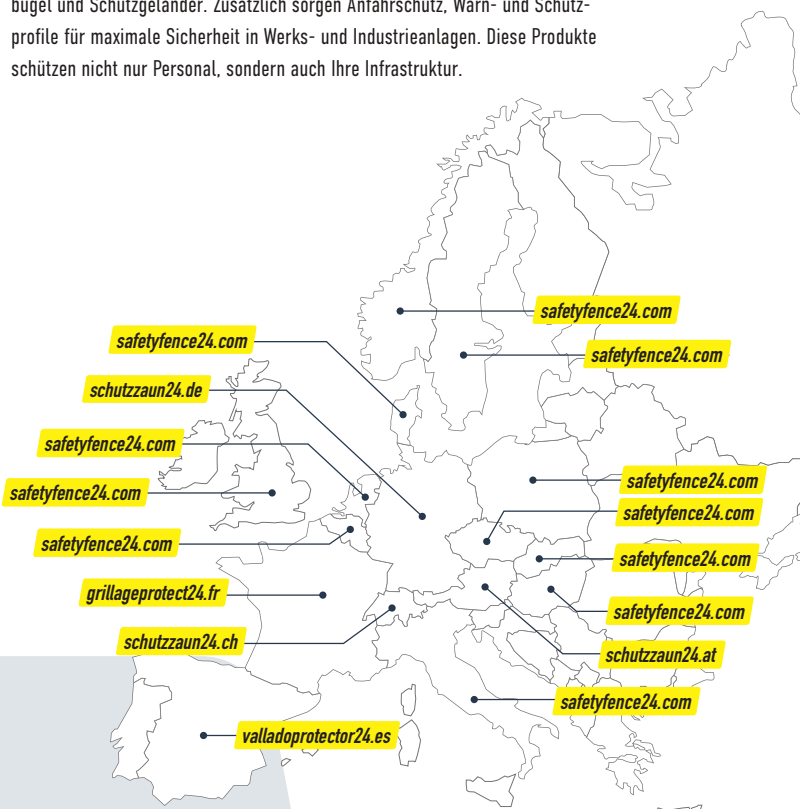 bügel und Schutzgeländer. Zusätzlich sorgen Anfahrschutz, Warn- und Schutz-
profile für maximale Sicherheit in Werks- und Industrieanlagen. Diese Produkte
schützen nicht nur Personal, sondern auch Ihre Infrastruktur.
safetyfence24.com
safetyfence24.com
safetyfence24.com
schutzzaun24.de
safetyfence24.com
safetyfence24.com
safetyfence24.com
safetyfence24.com
safetyfence24.com
safetyfence24.com
grillageprotect24.fr
safetyfence24.com
schutzzaun24.ch
schutzzaun24.at
safetyfence24.com
valladoprotector24.es